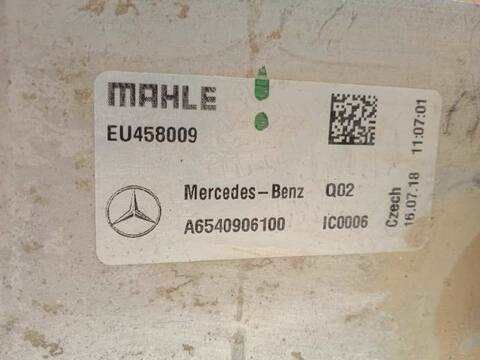 MAHLE
EU458009
Mercedes-Benz Q02
A6540906100 IC0006
Czech
16.07.18 11:07:01